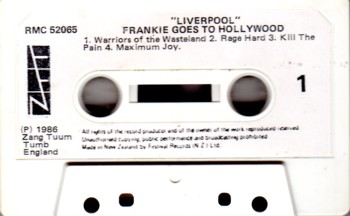 "LIVERPOOL"
RMC 52065
FRANKIE GOES TO HOLLYWOOD
1. Warriors of the Wasteland 2. Rage Hard 3. Kill The
Pain 4. Maximum Joy.
1
(P) 1986
Zang Tuum
Tumb
England
All rights of the record producer and of the owner of the work reproduced reserved
Unauthorised copying, public performance and broadcasting prohibited
Made in New Zealand by Festival Records (N Z) Ltd